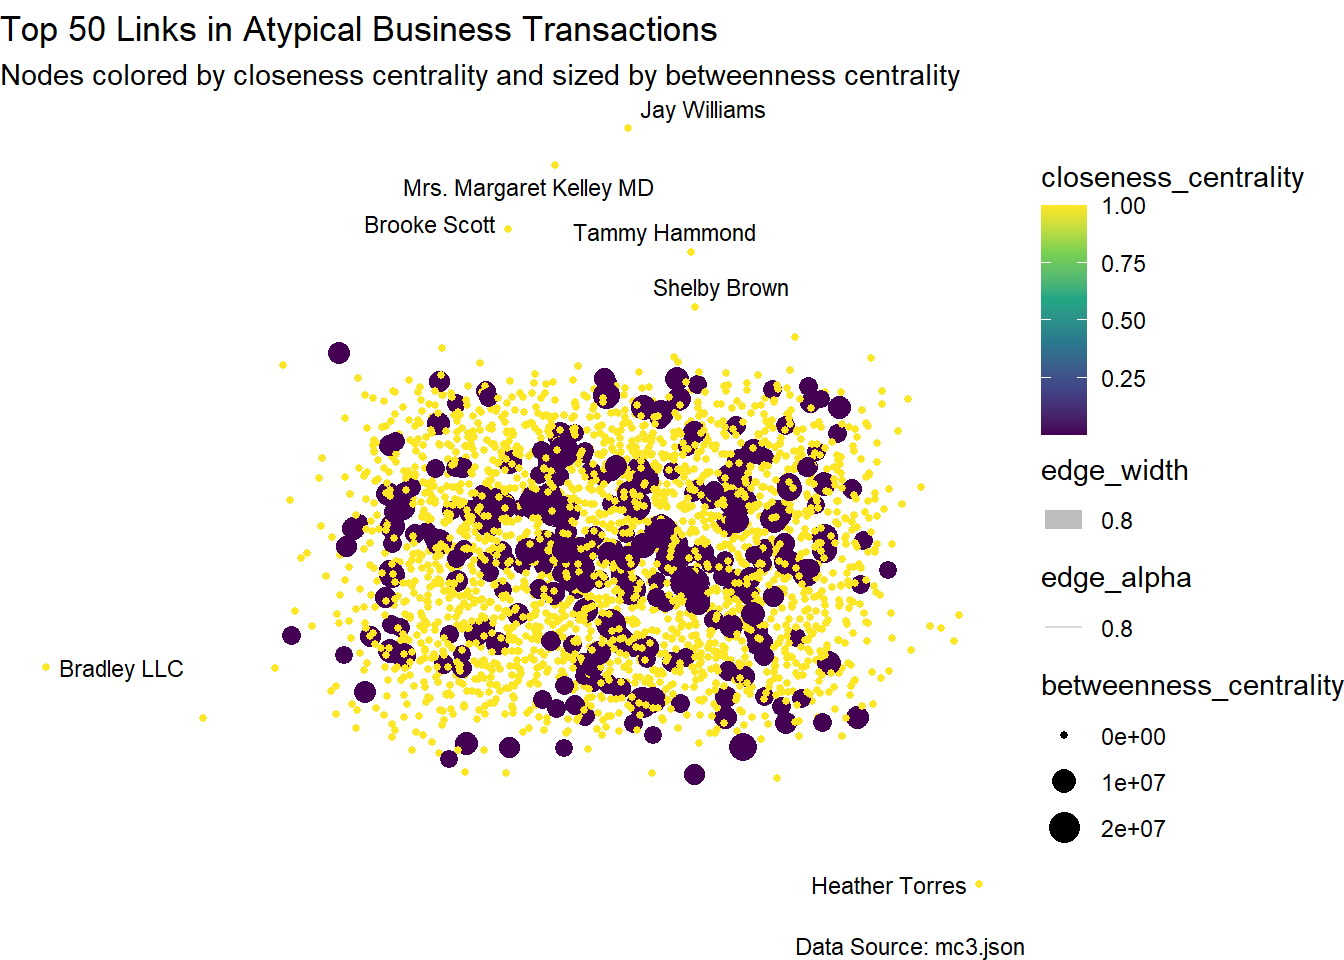 Top 50 Links in Atypical Business Transactions
Nodes colored by closeness centrality and sized by betweenness centrality
Jay Williams
Mrs. Margaret Kelley MD
Brooke Scott
Tammy Hammond
Shelby Brown
Bradley LLC
Heather Torres
closeness_centrality
1.00
0.75
0.50
0.25
edge_width
0.8
edge_alpha
0.8
betweenness_centrality
0e+00
1e+07
2e+07
Data Source: mc3.json